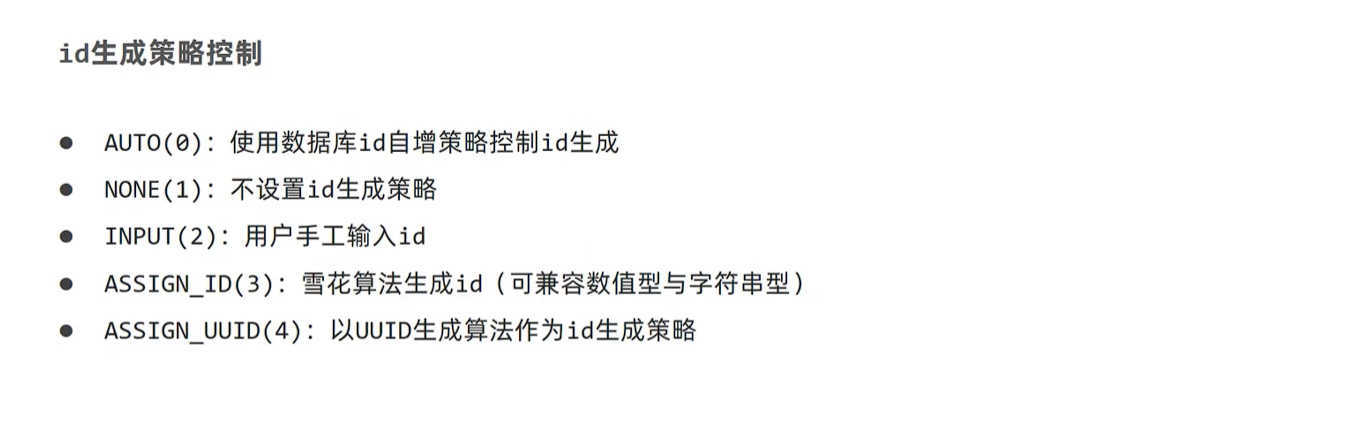 id生成策略控制
● AUTO(0): 使用数据库id自增策略控制id生成
● NONE(1): 不设置id生成策略
● INPUT(2): 用户手工输入id
● ASSIGN_ID(3): 雪花算法生成id（可兼容数值型与字符串型）
● ASSIGN_UUID(4): 以UUID生成算法作为id生成策略